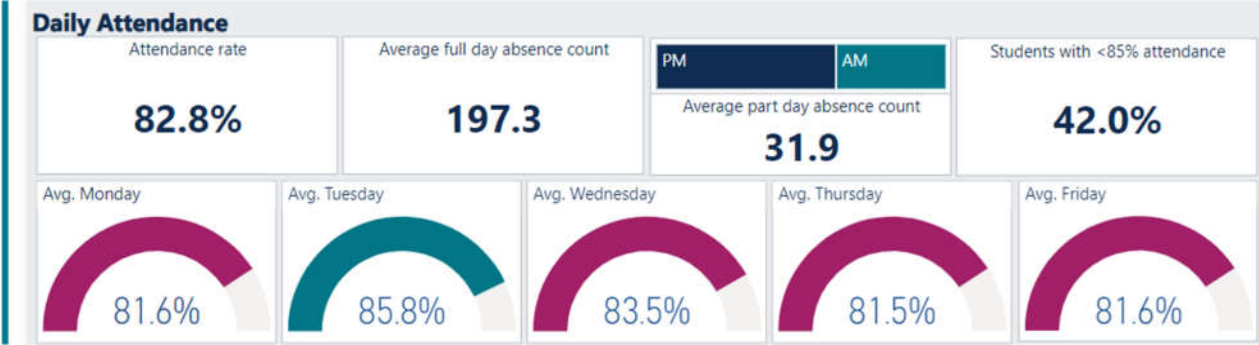 Daily Attendance
Attendance rate
82.8%
Average full day absence count
197.3
PM
AM
Average part day absence count
31.9
Students with <85% attendance
42.0%
Avg. Monday
81.6%
Avg. Tuesday
85.8%
Avg. Wednesday
83.5%
Avg. Thursday
81.5%
Avg. Friday
81.6%